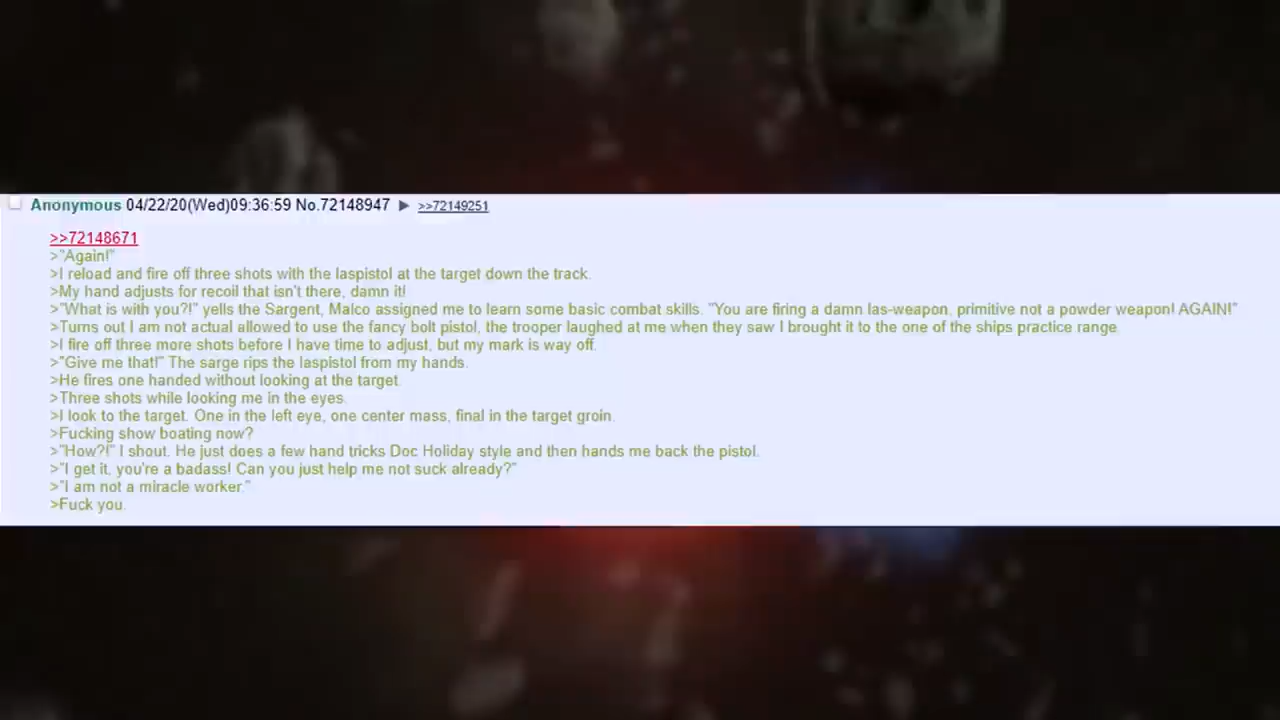 Anonymous 04/22/20(Wed)09:36:59 No.72148947 ▶ >>72149251
>>72148671
>"Again!"
>I reload and fire off three shots with the laspistol at the target down the track.
>My hand adjusts for recoil that isn't there, damn it!
>"What is with you?!" yells the Sargent, Malco assigned me to learn some basic combat skills. "You are firing a damn las-weapon, primitive not a powder weapon! AGAIN!"
>Turns out I am not actual allowed to use the fancy bolt pistol, the trooper laughed at me when they saw I brought it to the one of the ships practice range.
>I fire off three more shots before I have time to adjust, but my mark is way off.
>"Give me that!" The sarge rips the laspistol from my hands.
>He fires one handed without looking at the target.
>Three shots while looking me in the eyes.
>I look to the target. One in the left eye, one center mass, final in the target groin.
>Fucking show boating now?
>"How?!" I shout. He just does a few hand tricks Doc Holiday style and then hands me back the pistol.
>"I get it, you're a badass! Can you just help me not suck already?"
>"I am not a miracle worker."
>Fuck you.